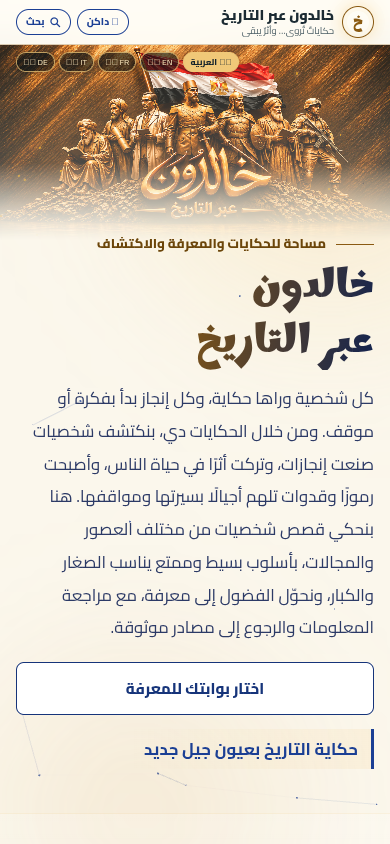 خالدون عبر التاريخ
حكاياتٌ تُروى... وأثرٌ يبقى
داكن
بحث
العربية
EN
FR
IT
DE
خالدون
عبر التاريخ
مساحة للحكايات والمعرفة والاكتشاف
خالدون
عبر التاريخ
كل شخصية وراها حكاية، وكل إنجاز بدأ بفكرة أو
موقف. ومن خلال الحكايات دي، بنكتشف شخصيات
صنعت إنجازات، وتركت أثرًا في حياة الناس، وأصبحت
رموزًا وقدوات تلهم أجيالًا بسيرتها ومواقفها. هنا
بنحكي قصص شخصيات من مختلف العصور
والمجالات، بأسلوب بسيط وممتع يناسب الصغار
والكبار، ونحوّل الفضول إلى معرفة، مع مراجعة
المعلومات والرجوع إلى مصادر موثوقة.
اختار بوابتك للمعرفة
حكاية التاريخ بعيون جيل جديد